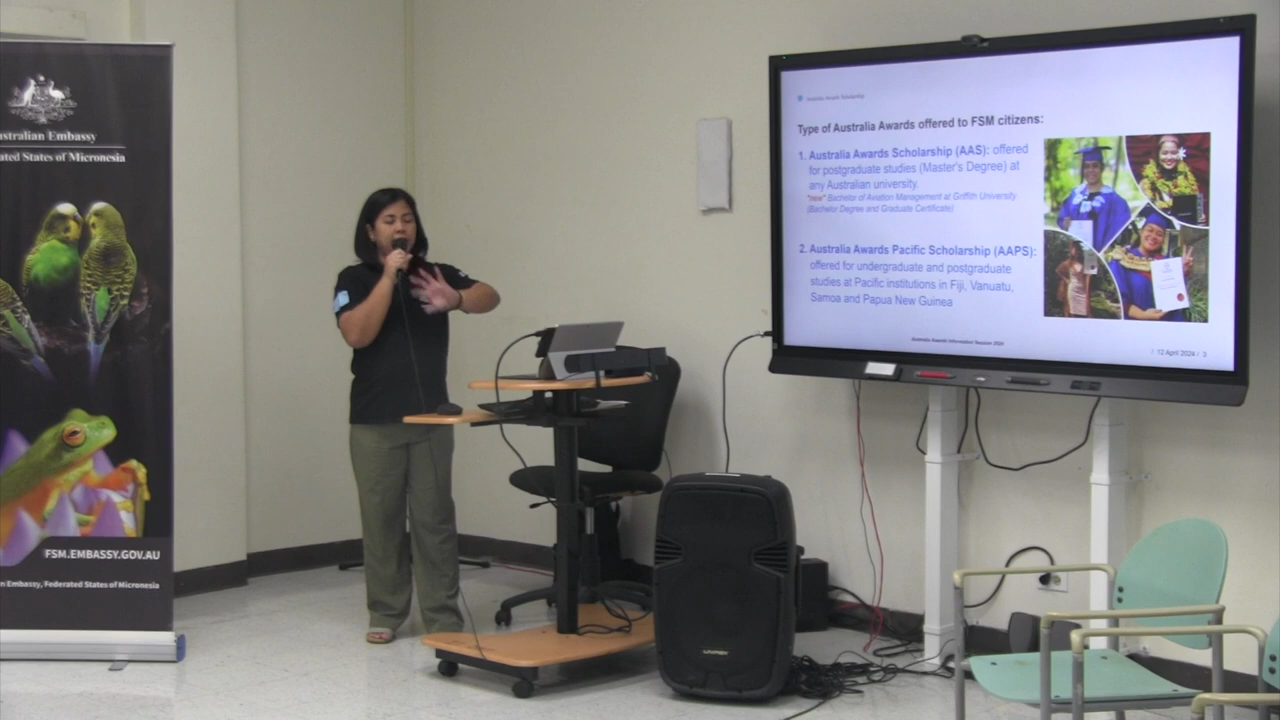 stralian Embassy
ated States of Micronesia
FSM.EMBASSY.GOV.AU
n Embassy, Federated States of Micronesia
Australia Awards Scholarship
Type of Australia Awards offered to FSM citizens:
1. Australia Awards Scholarship (AAS): offered
for postgraduate studies (Master's Degree) at
any Australian university.
*new* Bachelor of Aviation Management at Griffith University
(Bachelor Degree and Graduate Certificate)
2. Australia Awards Pacific Scholarship (AAPS):
offered for undergraduate and postgraduate
studies at Pacific institutions in Fiji, Vanuatu,
Samoa and Papua New Guinea
Australia Awards Information Session 2024
/ 12 April 2024 / 3